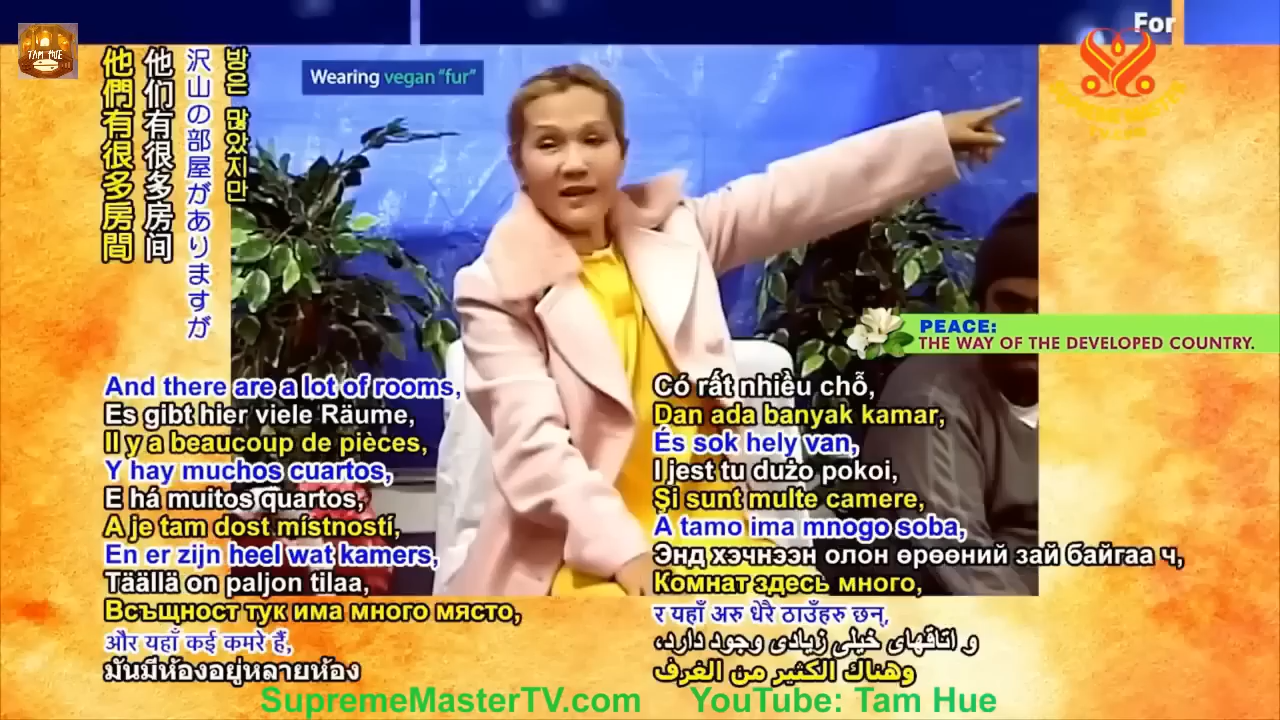 For
TAM HUE
Wearing vegan "fur"
방은 많았지만
沢山の部屋がありますが
他们有很多房间
他們有很多房間
PEACE:
THE WAY OF THE DEVELOPED COUNTRY.
And there are a lot of rooms,
Es gibt hier viele Räume,
Il y a beaucoup de pièces,
Y hay muchos cuartos,
E há muitos quartos,
A je tam dost místností,
En er zijn heel wat kamers,
Täällä on paljon tilaa,
Всъщност тук има много място,
और यहाँ कई कमरे हैं,
มันมีห้องอยู่หลายห้อง
Có rất nhiều chỗ,
Dan ada banyak kamar,
És sok hely van,
I jest tu dużo pokoi,
Şi sunt multe camere,
A tamo ima mnogo soba,
Энд хэчнээн олон өрөөний зай байгаа ч,
Комнат здесь много,
र यहाँ अरु धेरै ठाउँहरु छन्,
و اتاقهای خیلی زیادی وجود دارد،
وهناك الكثير من الغرف
SupremeMasterTV.com YouTube: Tam Hue